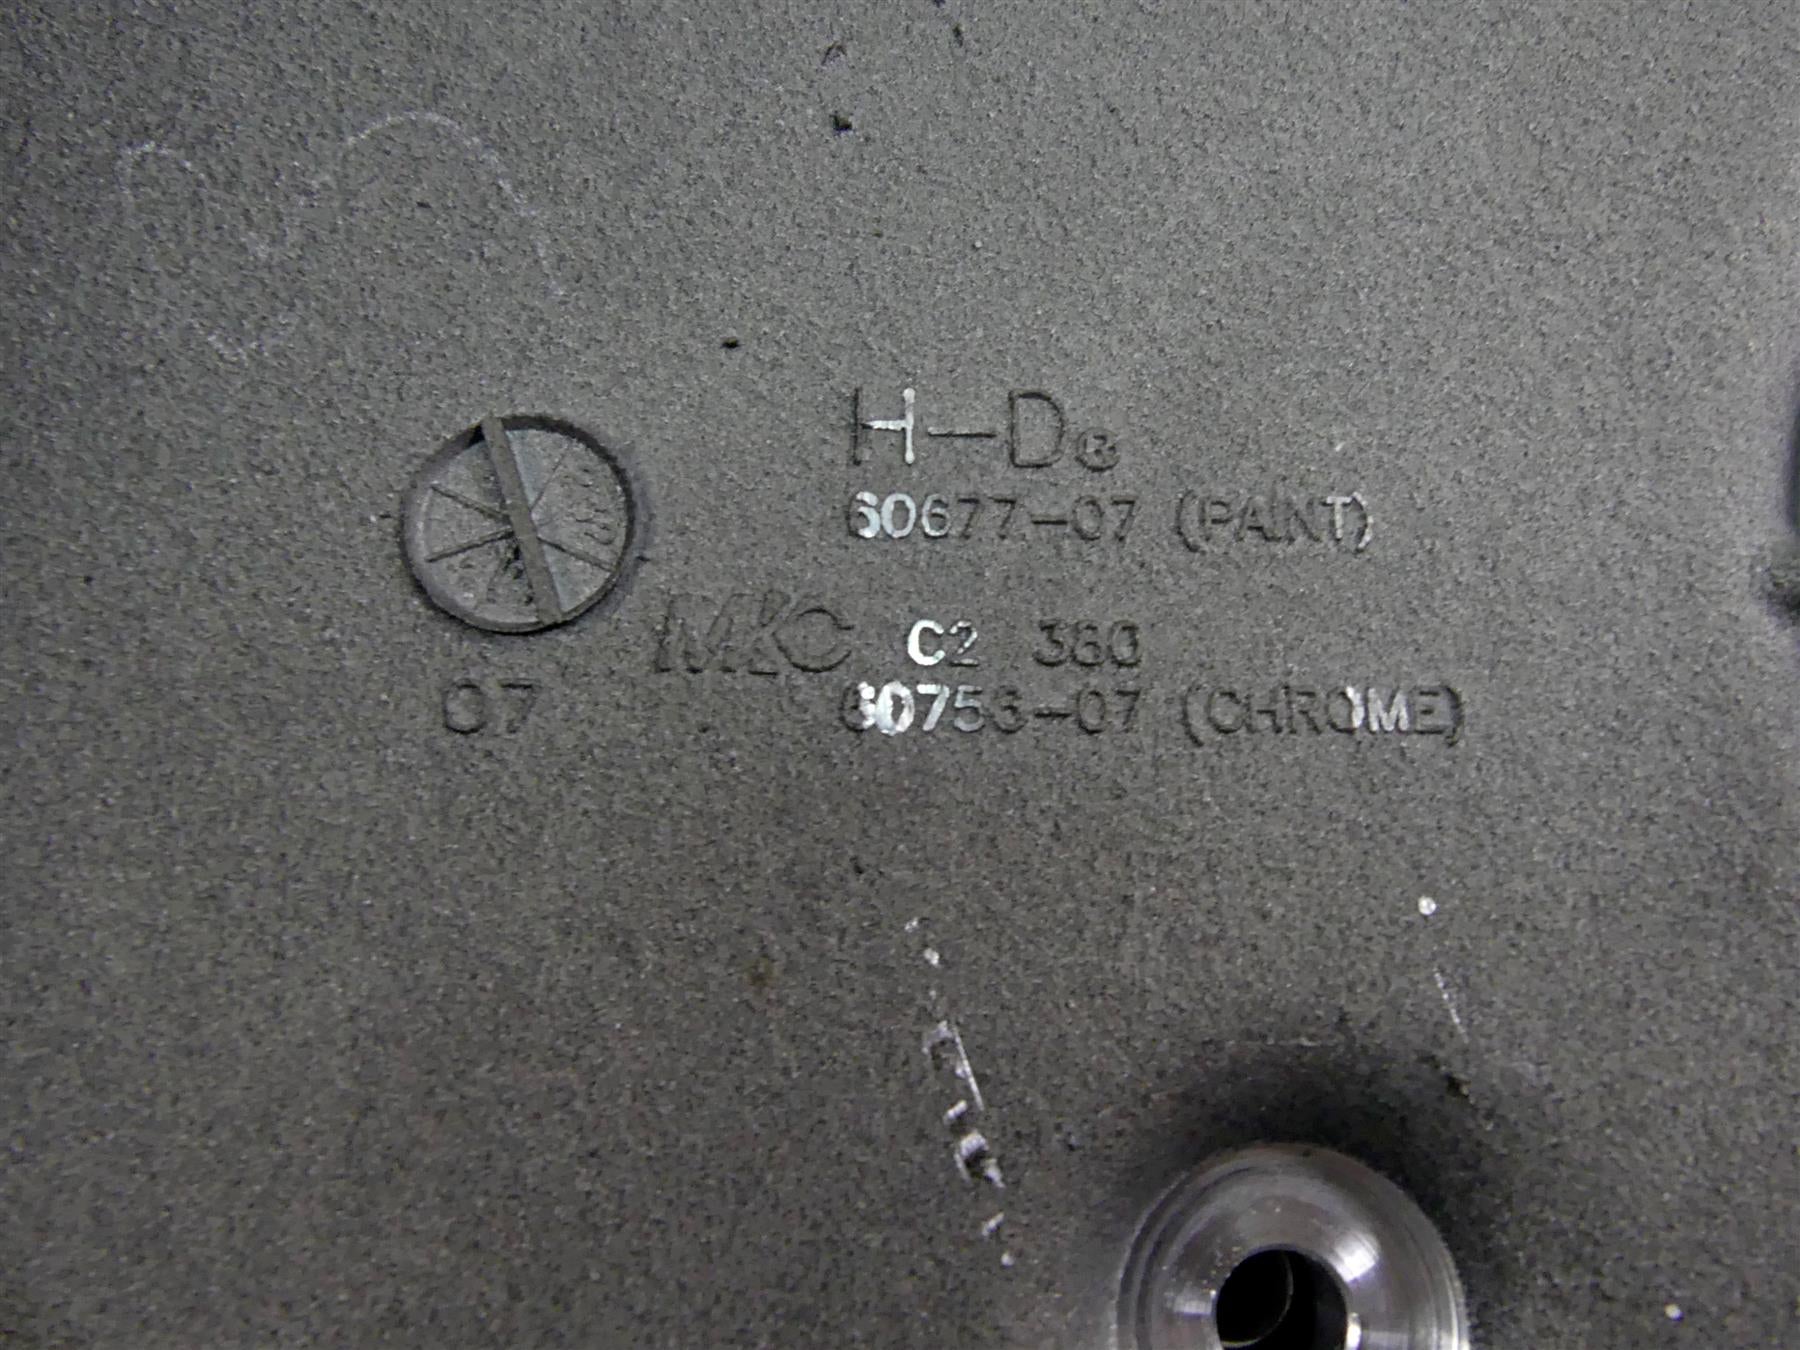 H-D®
60677-07 (PAINT)
MKC C2 380
07 60756-07 (CHROME)